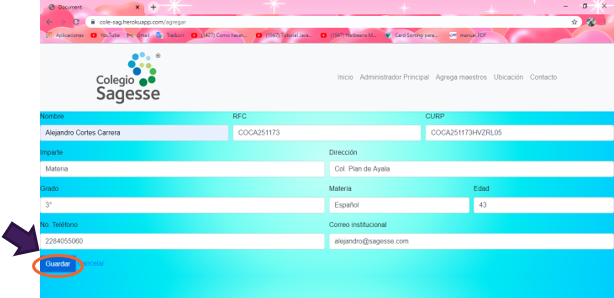 Document
cole-sag.herokuapp.com/agregar
Aplicaciones YouTube Gmail Traducir (1427) Como hacer... (1567) Tutorial Java... (1567) Netbeans M... Card Sorting para... manual.PDF
Colegio
Sagesse
Inicio Administrador Principal Agrega maestros Ubicación Contacto
Nombre RFC CURP
Alejandro Cortes Carrera COCA251173 COCA251173HVZRL05
Imparte Dirección
Materia Col. Plan de Ayala
Grado Materia Edad
3° Español 43
No. Teléfono Correo institucional
2284055060 alejandro@sagesse.com
Guardar Cancelar